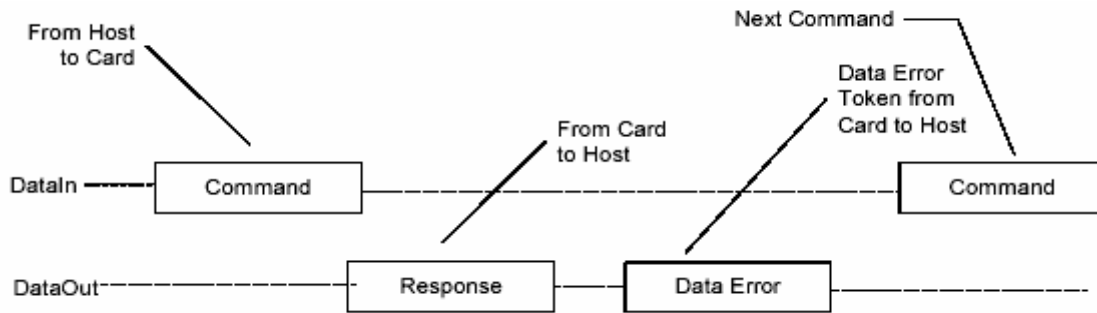 Next Command
From Host
to Card
Data Error
Token from
Card to Host
From Card
to Host
DataIn
Command
Command
DataOut
Response
Data Error